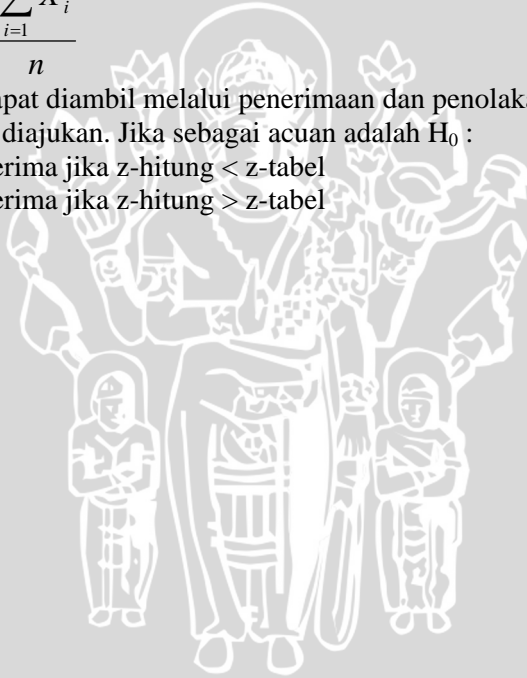 ∑ X i
i=1
n
apat diambil melalui penerimaan dan penolaka
diajukan. Jika sebagai acuan adalah H₀ :
erima jika z-hitung < z-tabel
erima jika z-hitung > z-tabel